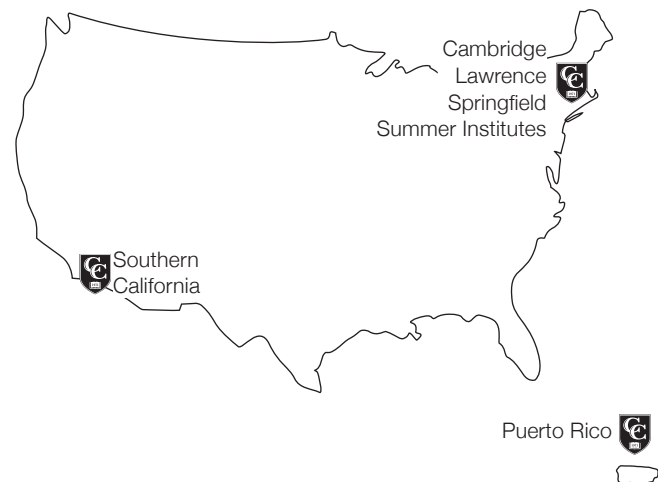 Cambridge
Lawrence
Springfield
Summer Institutes
Southern
California
Puerto Rico